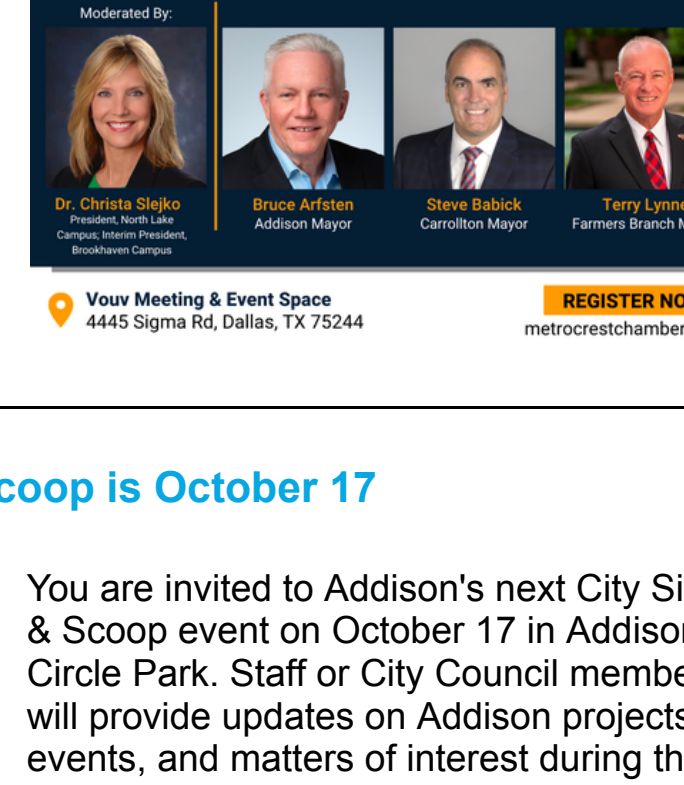 Moderated By:
Dr. Christa Slejko
President, North Lake
Campus; Interim President,
Brookhaven Campus
Bruce Arfsten
Addison Mayor
Steve Babick
Carrollton Mayor
Terry Lynne
Farmers Branch M
Vouv Meeting & Event Space
4445 Sigma Rd, Dallas, TX 75244
REGISTER NO
metrocrestchamber
coop is October 17
You are invited to Addison's next City Si
& Scoop event on October 17 in Addison
Circle Park. Staff or City Council membe
will provide updates on Addison projects
events, and matters of interest during th